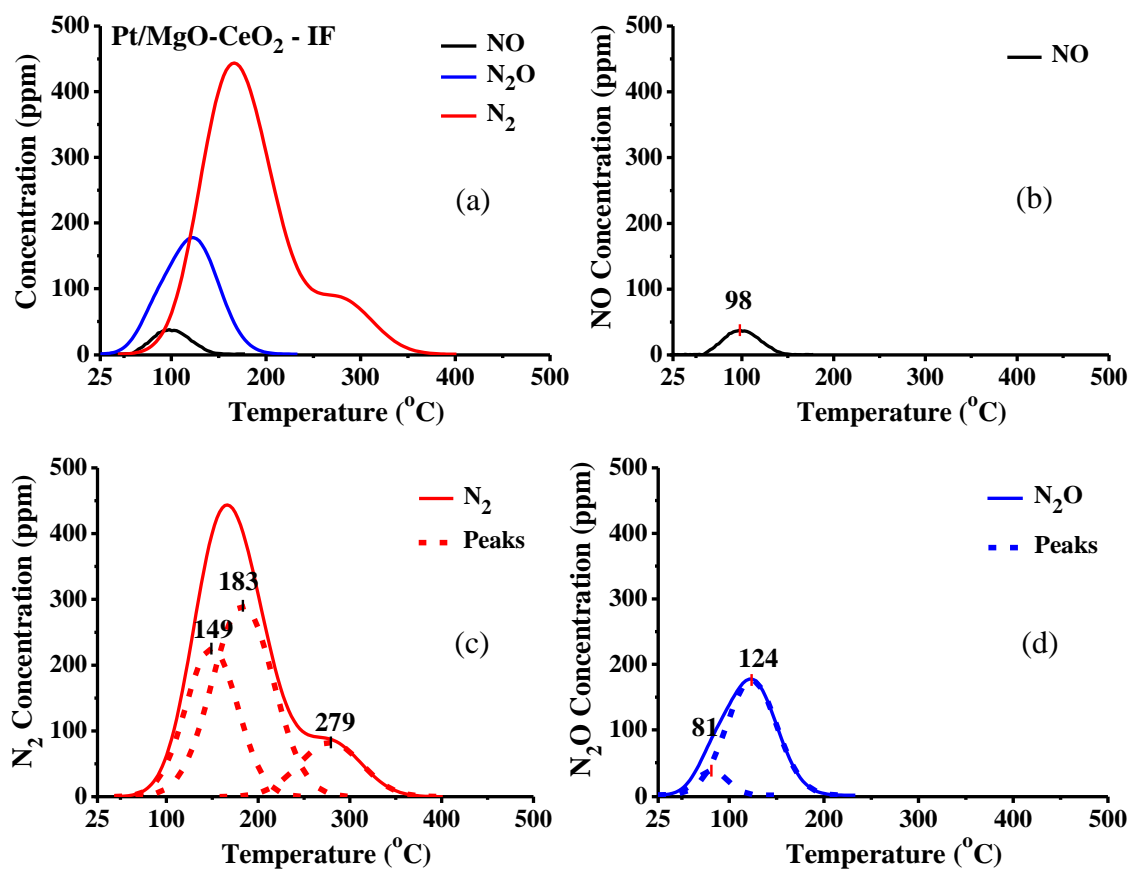 Pt/MgO-CeO2 - IF
NO
N2O
N2
(a)
Concentration (ppm)
500
400
300
200
100
0
25 100 200 300 400 500
Temperature (°C)
NO
98
(b)
NO Concentration (ppm)
500
400
300
200
100
0
25 100 200 300 400 500
Temperature (°C)
N2
Peaks
183
149
279
(c)
N2 Concentration (ppm)
500
400
300
200
100
0
25 100 200 300 400 500
Temperature (°C)
N2O
Peaks
124
81
(d)
N2O Concentration (ppm)
500
400
300
200
100
0
25 100 200 300 400 500
Temperature (°C)